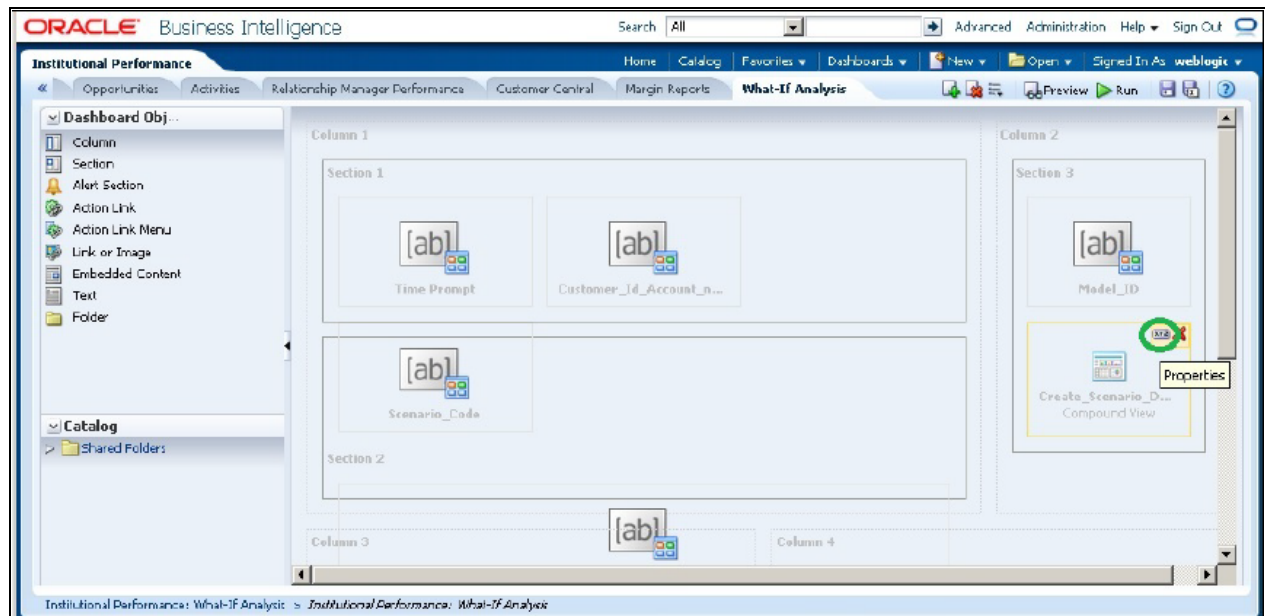 ORACLE Business Intelligence
Search All Advanced Administration Help Sign Out
Institutional Performance
Home Catalog Favorites Dashboards New Open Signed In As weblogic
« Opportunities Activities Relationship Manager Performance Customer Central Margin Reports What-If Analysis Preview Run
Dashboard Obj...
Column
Section
Alert Section
Action Link
Action Link Menu
Link or Image
Embedded Content
Text
Folder
Catalog
Shared Folders
Column 1
Section 1
[ab]
Time Prompt
[ab]
Customer_Id_Account_n...
[ab]
Scenario_Code
Section 2
[ab]
Column 2
Section 3
[ab]
Model_ID
XYZ
Properties
Create_Scenario_D...
Compound View
Column 3
Column 4
Institutional Performance: What-If Analysis > Institutional Performance: What-If Analysis